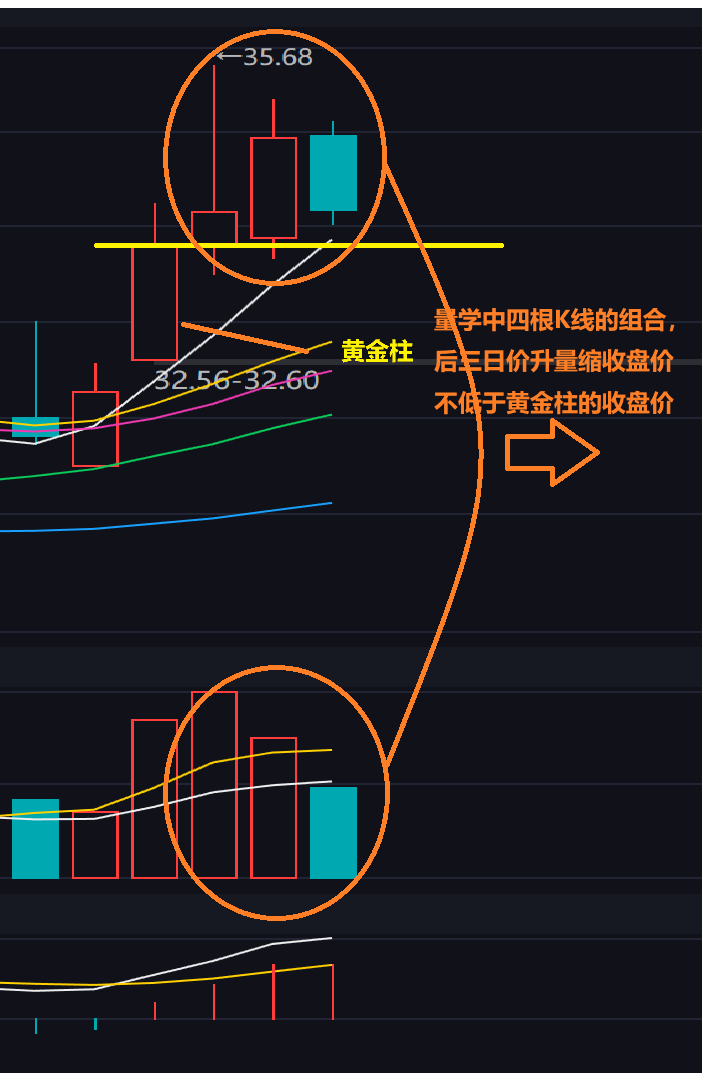 ←35.68
量学中四根K线的组合，
黄金柱
后三日价升量缩收盘价
32.56-32.60
不低于黄金柱的收盘价